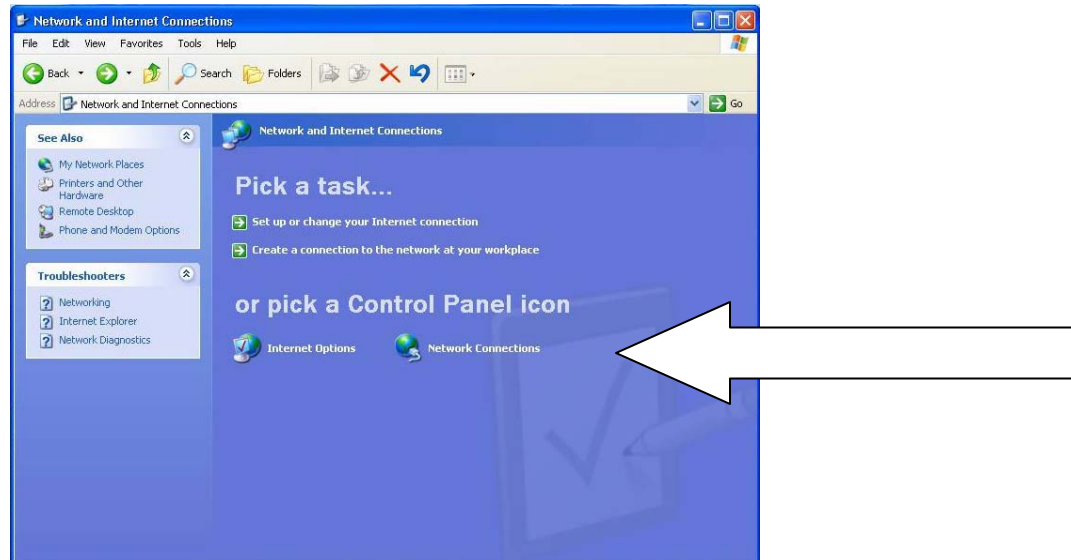 Network and Internet Connections
File Edit View Favorites Tools Help
Back Search Folders
Address Network and Internet Connections Go
See Also
My Network Places
Printers and Other
Hardware
Remote Desktop
Phone and Modem Options
Troubleshooters
Networking
Internet Explorer
Network Diagnostics
Network and Internet Connections
Pick a task...
Set up or change your Internet connection
Create a connection to the network at your workplace
or pick a Control Panel icon
Internet Options Network Connections